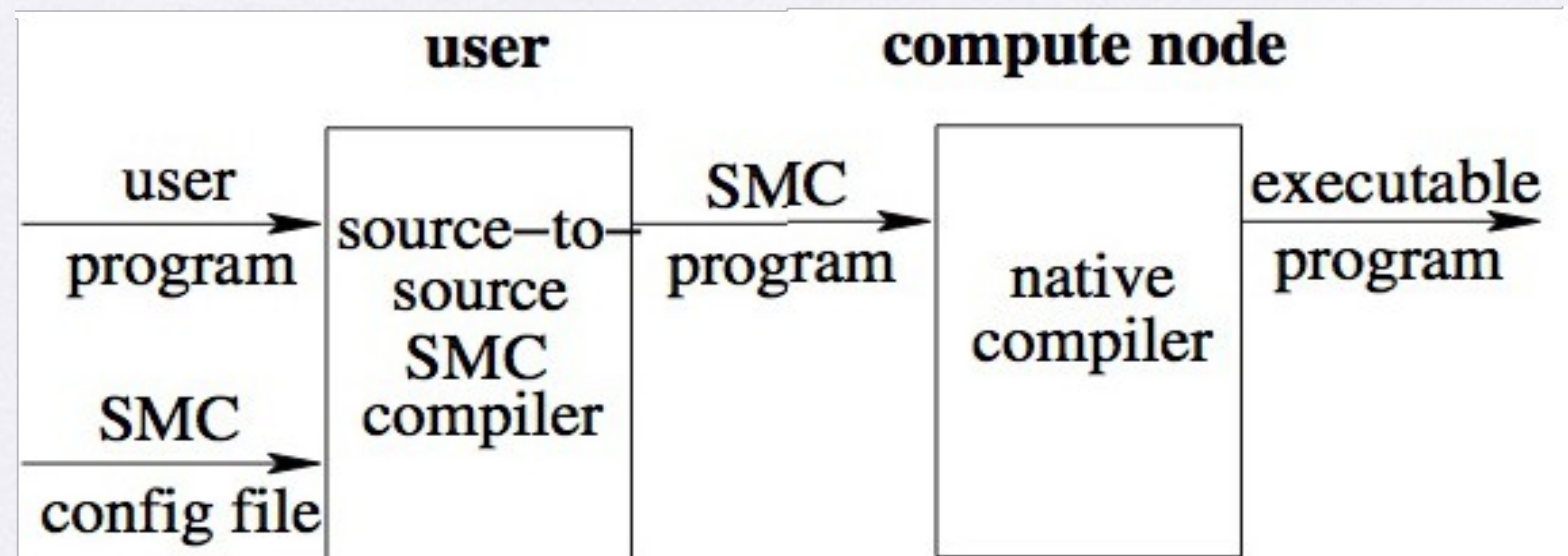 user
compute node
user
program
SMC
config file
source–to–
source
SMC
compiler
SMC
program
native
compiler
executable
program